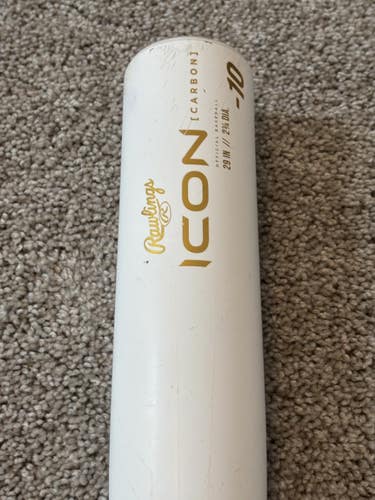 Rawlings
R
ICON
[CARBON]
OFFICIAL BASEBALL
29 IN // 2¾ DIA.
-10